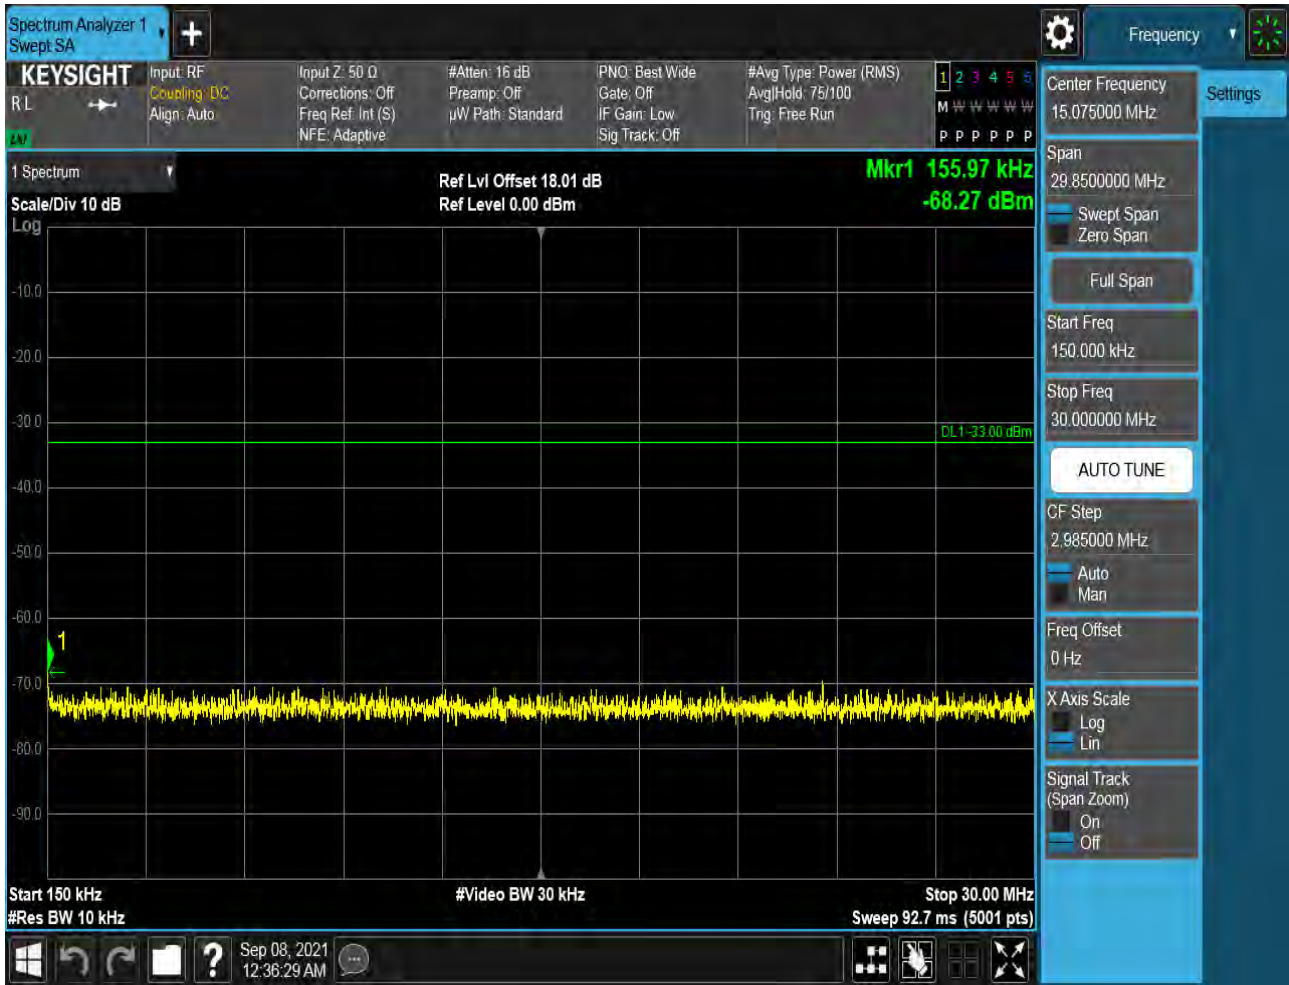 Spectrum Analyzer 1
Swept SA
Frequency
KEYSIGHT
R L
LXI
Input: RF
Coupling: DC
Align: Auto
Input Z: 50 Ω
Corrections: Off
Freq Ref: Int (S)
NFE: Adaptive
#Atten: 16 dB
Preamp: Off
µW Path: Standard
PNO: Best Wide
Gate: Off
IF Gain: Low
Sig Track: Off
#Avg Type: Power (RMS)
Avg|Hold: 75/100
Trig: Free Run
1 2 3 4 5 6
M W W W W W
P P P P P P
1 Spectrum
Scale/Div 10 dB
Log
Ref Lvl Offset 18.01 dB
Ref Level 0.00 dBm
Mkr1 155.97 kHz
-68.27 dBm
-10.0
-20.0
-30.0
DL1 -33.00 dBm
-40.0
-50.0
-60.0
1
-70.0
-80.0
-90.0
Start 150 kHz
#Video BW 30 kHz
Stop 30.00 MHz
#Res BW 10 kHz
Sweep 92.7 ms (5001 pts)
Center Frequency
15.075000 MHz
Settings
Span
29.8500000 MHz
Swept Span
Zero Span
Full Span
Start Freq
150.000 kHz
Stop Freq
30.000000 MHz
AUTO TUNE
CF Step
2.985000 MHz
Auto
Man
Freq Offset
0 Hz
X Axis Scale
Log
Lin
Signal Track
(Span Zoom)
On
Off
?
Sep 08, 2021
12:36:29 AM